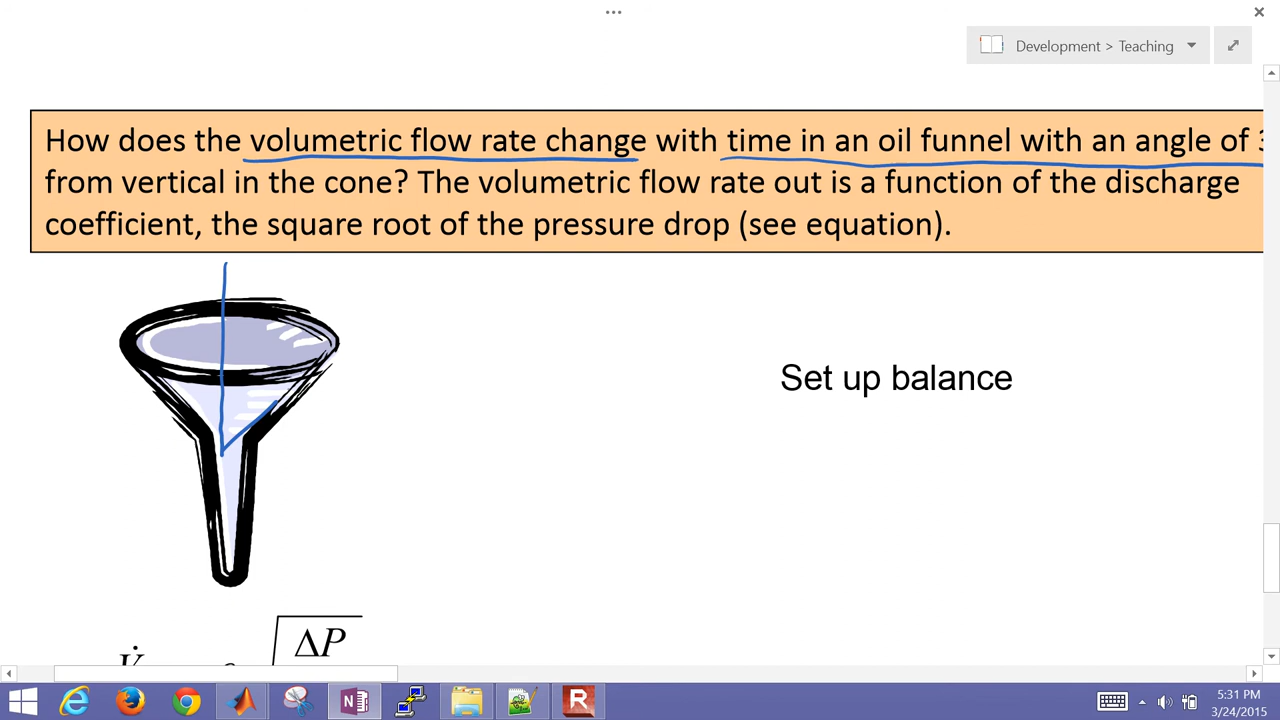 Development > Teaching
How does the volumetric flow rate change with time in an oil funnel with an angle of
from vertical in the cone? The volumetric flow rate out is a function of the discharge
coefficient, the square root of the pressure drop (see equation).
Set up balance
ΔP
5:31 PM
3/24/2015